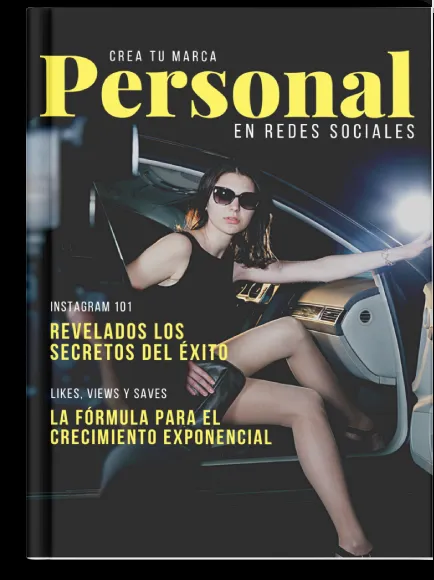 CREA TU MARCA
Personal
EN REDES SOCIALES
INSTAGRAM 101
REVELADOS LOS
SECRETOS DEL ÉXITO
LIKES, VIEWS Y SAVES
LA FÓRMULA PARA EL
CRECIMIENTO EXPONENCIAL